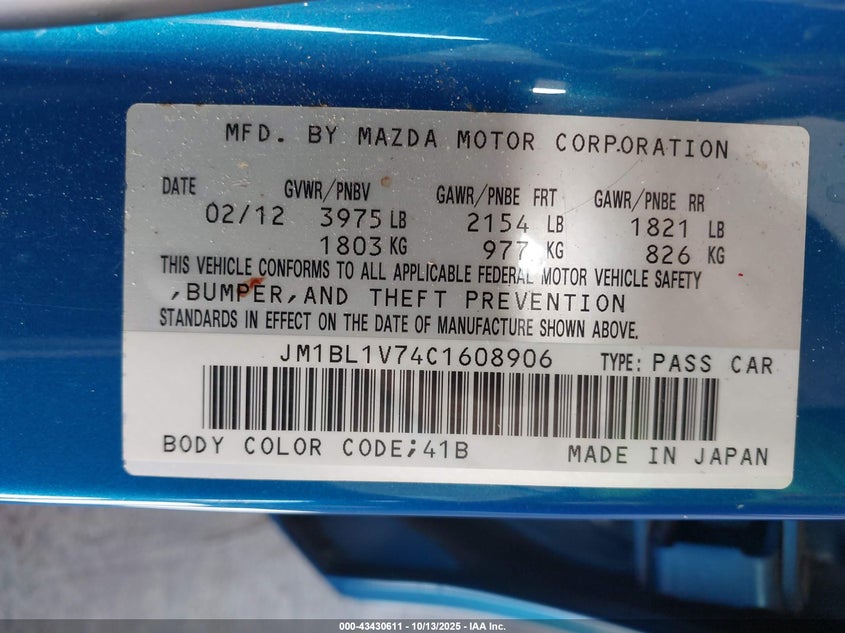 MFD. BY MAZDA MOTOR CORPORATION
DATE GVWR/PNBV GAWR/PNBE FRT GAWR/PNBE RR
02/12 3975 LB 2154 LB 1821 LB
1803 KG 977 KG 826 KG
THIS VEHICLE CONFORMS TO ALL APPLICABLE FEDERAL MOTOR VEHICLE SAFETY
,BUMPER,AND THEFT PREVENTION
STANDARDS IN EFFECT ON THE DATE OF MANUFACTURE SHOWN ABOVE.
JM1BL1V74C1608906 TYPE: PASS CAR
BODY COLOR CODE;41B MADE IN JAPAN
000-43430611 - 10/13/2025 - IAA Inc.